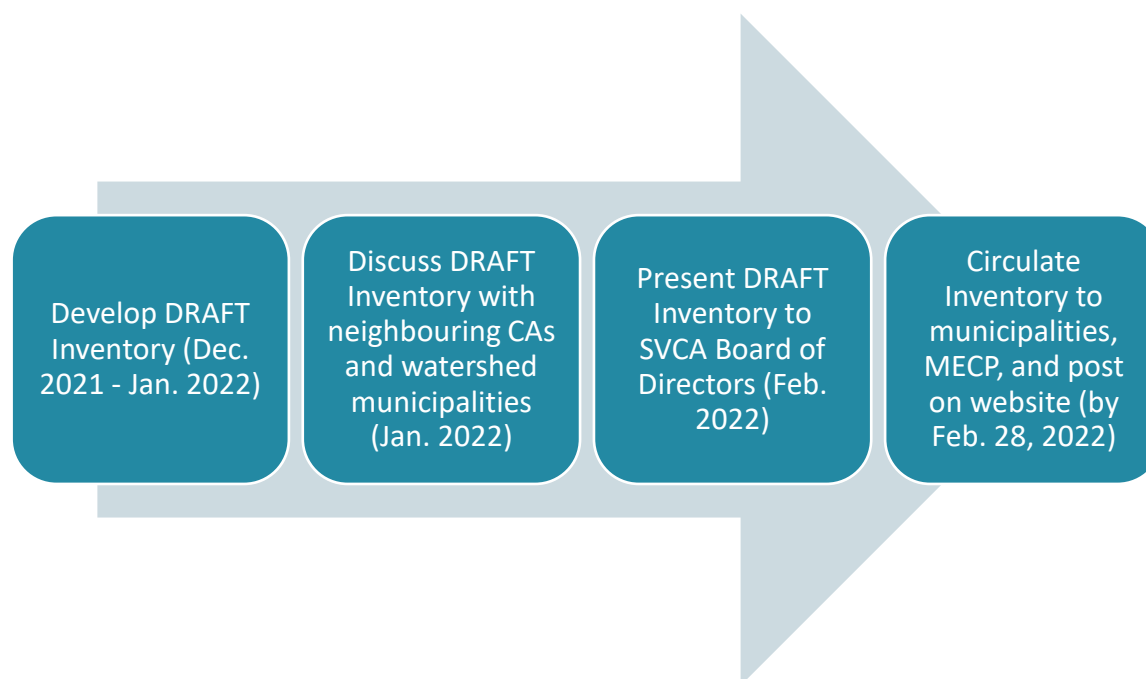 Develop DRAFT
Inventory (Dec.
2021 - Jan. 2022)
Discuss DRAFT
Inventory with
neighbouring CAs
and watershed
municipalities
(Jan. 2022)
Present DRAFT
Inventory to
SVCA Board of
Directors (Feb.
2022)
Circulate
Inventory to
municipalities,
MECP, and post
on website (by
Feb. 28, 2022)